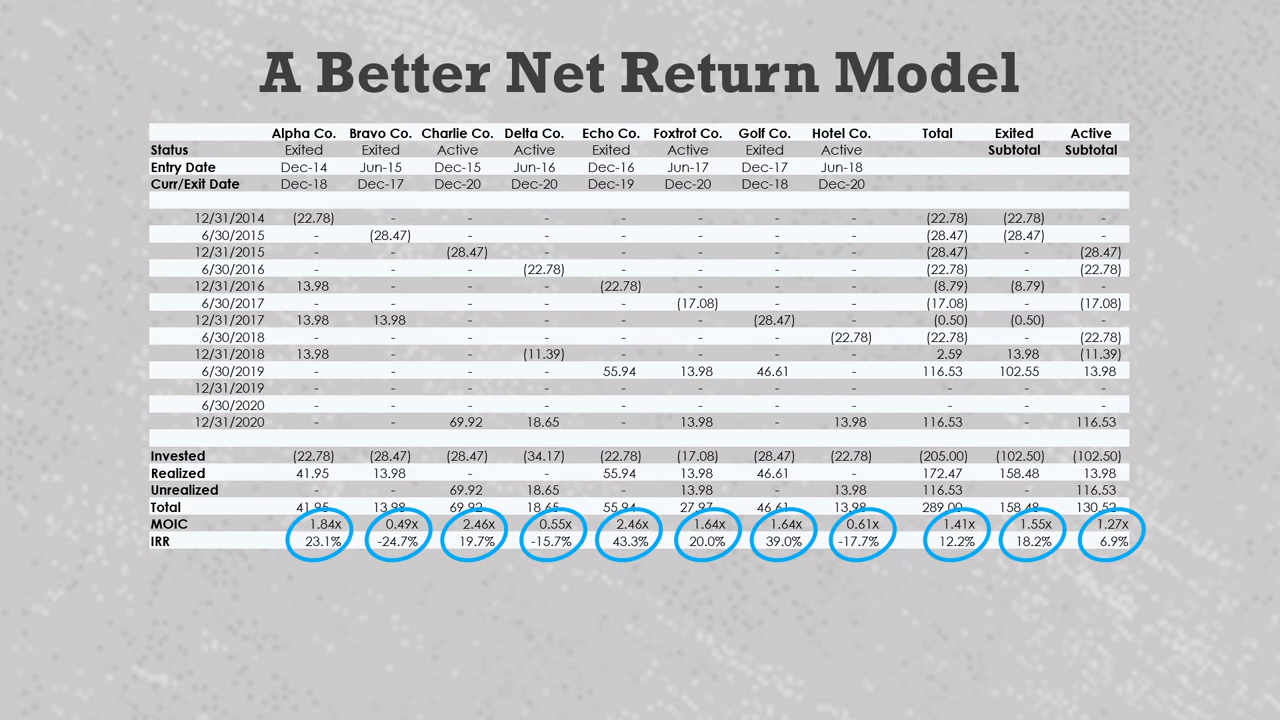 A Better Net Return Model
Alpha Co. Bravo Co. Charlie Co. Delta Co. Echo Co. Foxtrot Co. Golf Co. Hotel Co. Total Exited Active
Status Exited Exited Active Active Exited Active Exited Active Subtotal Subtotal
Entry Date Dec-14 Jun-15 Dec-15 Jun-16 Dec-16 Jun-17 Dec-17 Jun-18
Curr/Exit Date Dec-18 Dec-17 Dec-20 Dec-20 Dec-19 Dec-20 Dec-18 Dec-20
12/31/2014 (22.78) - - - - - - - (22.78) (22.78) -
6/30/2015 - (28.47) - - - - - - (28.47) (28.47) -
12/31/2015 - - (28.47) - - - - - (28.47) - (28.47)
6/30/2016 - - - (22.78) - - - - (22.78) - (22.78)
12/31/2016 13.98 - - - (22.78) - - - (8.79) (8.79) -
6/30/2017 - - - - - (17.08) - - (17.08) - (17.08)
12/31/2017 13.98 13.98 - - - - (28.47) - (0.50) (0.50) -
6/30/2018 - - - - - - - (22.78) (22.78) - (22.78)
12/31/2018 13.98 - - (11.39) - - - - 2.59 13.98 (11.39)
6/30/2019 - - - - 55.94 13.98 46.61 - 116.53 102.55 13.98
12/31/2019 - - - - - - - - - - -
6/30/2020 - - - - - - - - - - -
12/31/2020 - - 69.92 18.65 - 13.98 - 13.98 116.53 - 116.53
Invested (22.78) (28.47) (28.47) (34.17) (22.78) (17.08) (28.47) (22.78) (205.00) (102.50) (102.50)
Realized 41.95 13.98 - - 55.94 13.98 46.61 - 172.47 158.48 13.98
Unrealized - - 69.92 18.65 - 13.98 - 13.98 116.53 - 116.53
Total 41.95 13.98 69.92 18.65 55.94 27.97 46.61 13.98 289.00 158.48 130.52
MOIC 1.84x 0.49x 2.46x 0.55x 2.46x 1.64x 1.64x 0.61x 1.41x 1.55x 1.27x
IRR 23.1% -24.7% 19.7% -15.7% 43.3% 20.0% 39.0% -17.7% 12.2% 18.2% 6.9%